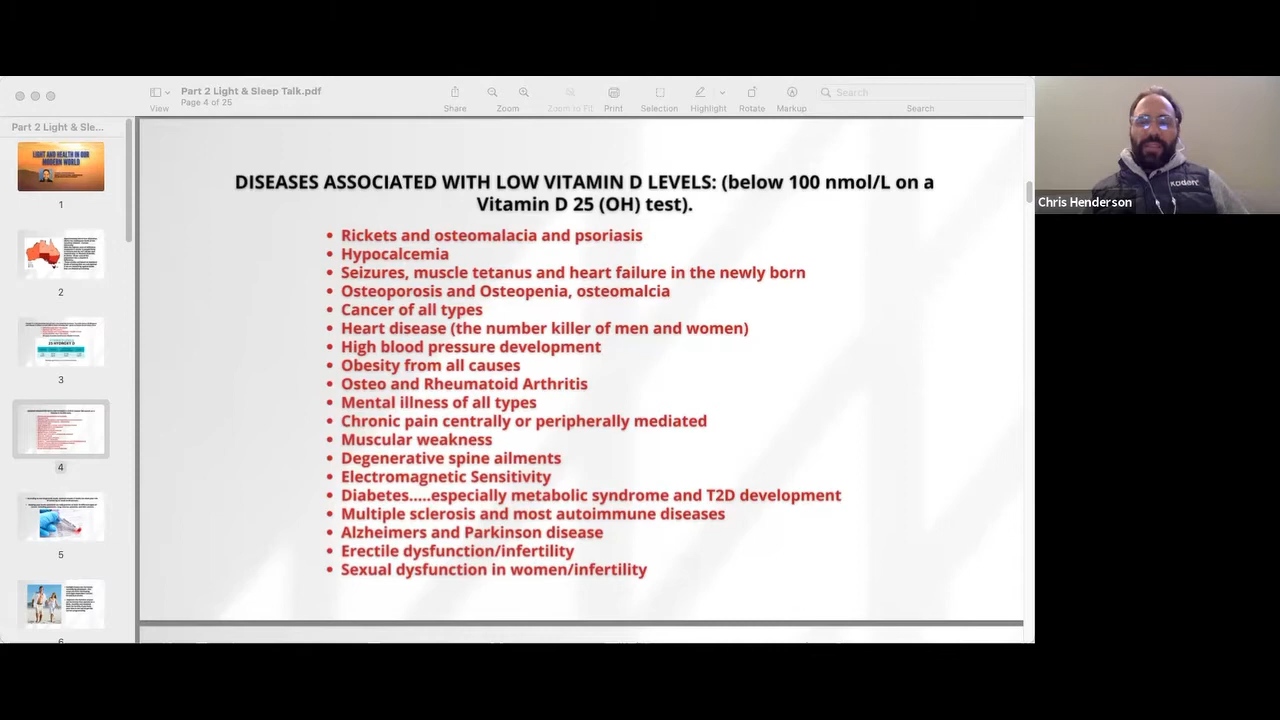 Part 2 Light & Sleep Talk.pdf
Page 4 of 25
View
Share
Zoom
Zoom to Fit
Print
Selection
Highlight
Rotate
Markup
Search
Search
Part 2 Light & Sle...
LIGHT AND HEALTH IN OUR
MODERN WORLD
1
2
3
4
5
6
DISEASES ASSOCIATED WITH LOW VITAMIN D LEVELS: (below 100 nmol/L on a
Vitamin D 25 (OH) test).
• Rickets and osteomalacia and psoriasis
• Hypocalcemia
• Seizures, muscle tetanus and heart failure in the newly born
• Osteoporosis and Osteopenia, osteomalcia
• Cancer of all types
• Heart disease (the number killer of men and women)
• High blood pressure development
• Obesity from all causes
• Osteo and Rheumatoid Arthritis
• Mental illness of all types
• Chronic pain centrally or peripherally mediated
• Muscular weakness
• Degenerative spine ailments
• Electromagnetic Sensitivity
• Diabetes.....especially metabolic syndrome and T2D development
• Multiple sclerosis and most autoimmune diseases
• Alzheimers and Parkinson disease
• Erectile dysfunction/infertility
• Sexual dysfunction in women/infertility
Chris Henderson